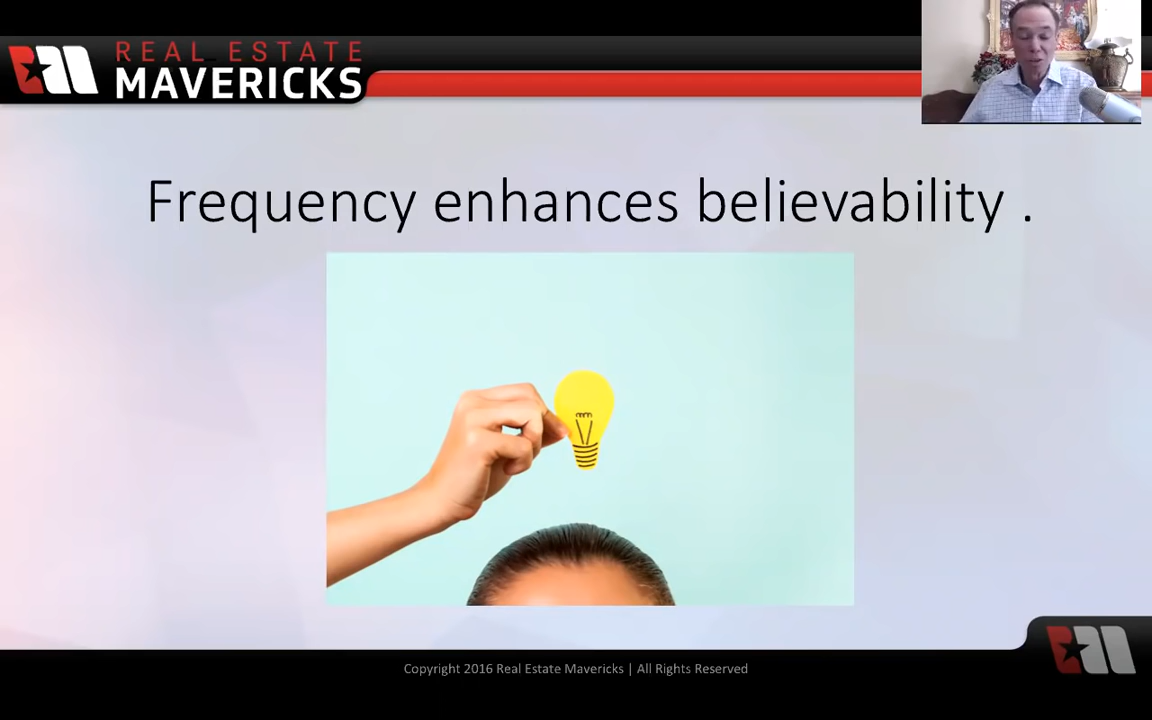 REAL ESTATE
MAVERICKS
Frequency enhances believability .
Copyright 2016 Real Estate Mavericks | All Rights Reserved